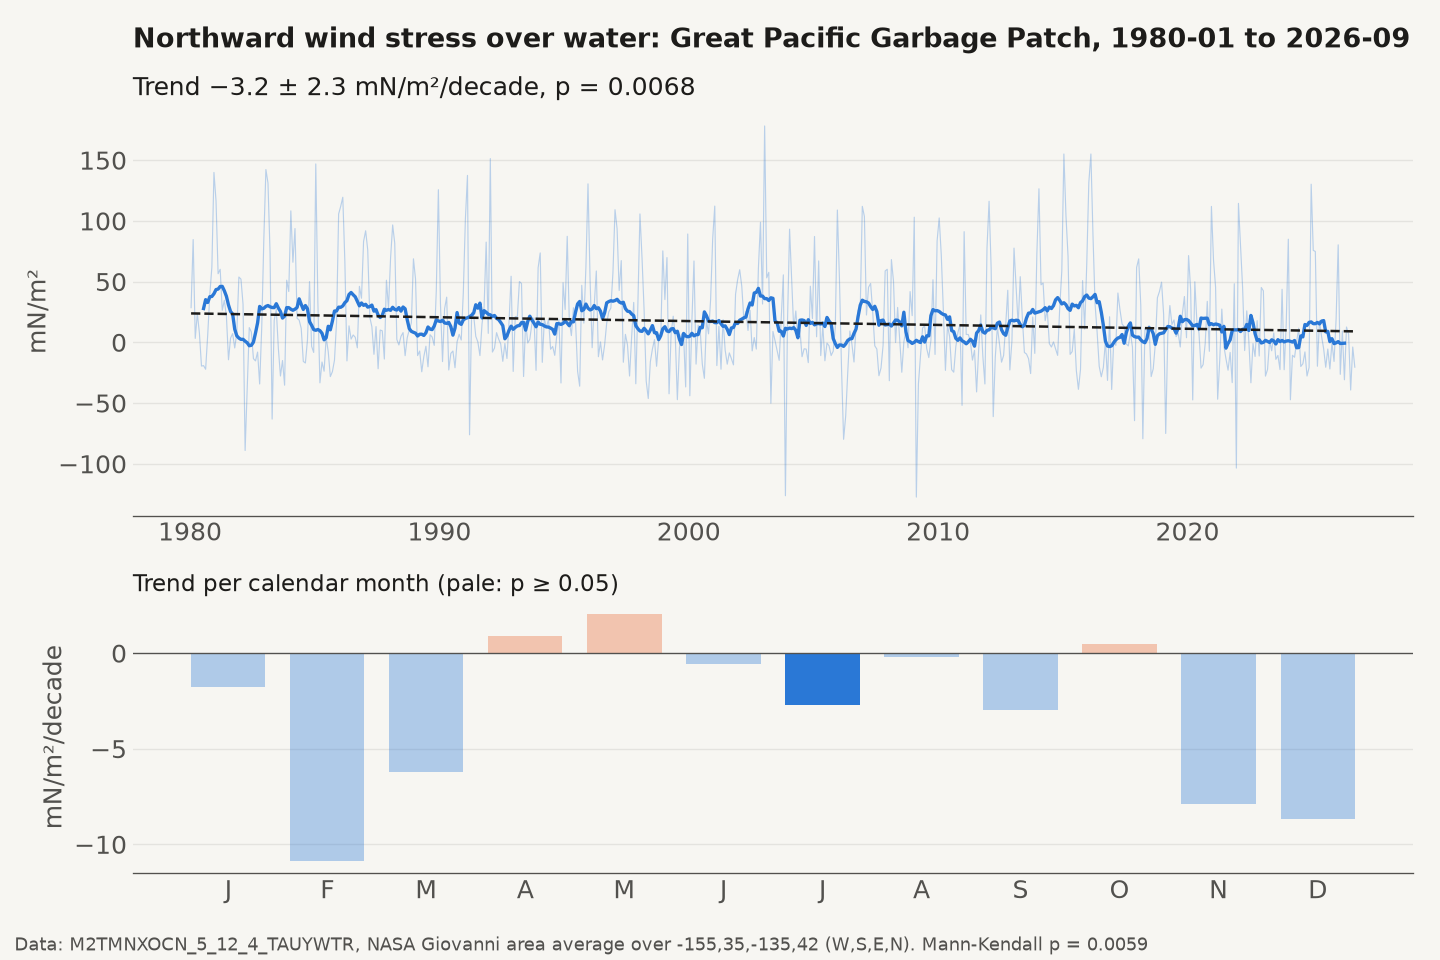 Northward wind stress over water: Great Pacific Garbage Patch, 1980-01 to 2026-09
Trend −3.2 ± 2.3 mN/m²/decade, p = 0.0068
mN/m²
150
100
50
0
−50
−100
1980 1990 2000 2010 2020
Trend per calendar month (pale: p ≥ 0.05)
mN/m²/decade
0
−5
−10
J F M A M J J A S O N D
Data: M2TMNXOCN_5_12_4_TAUYWTR, NASA Giovanni area average over -155,35,-135,42 (W,S,E,N). Mann-Kendall p = 0.0059